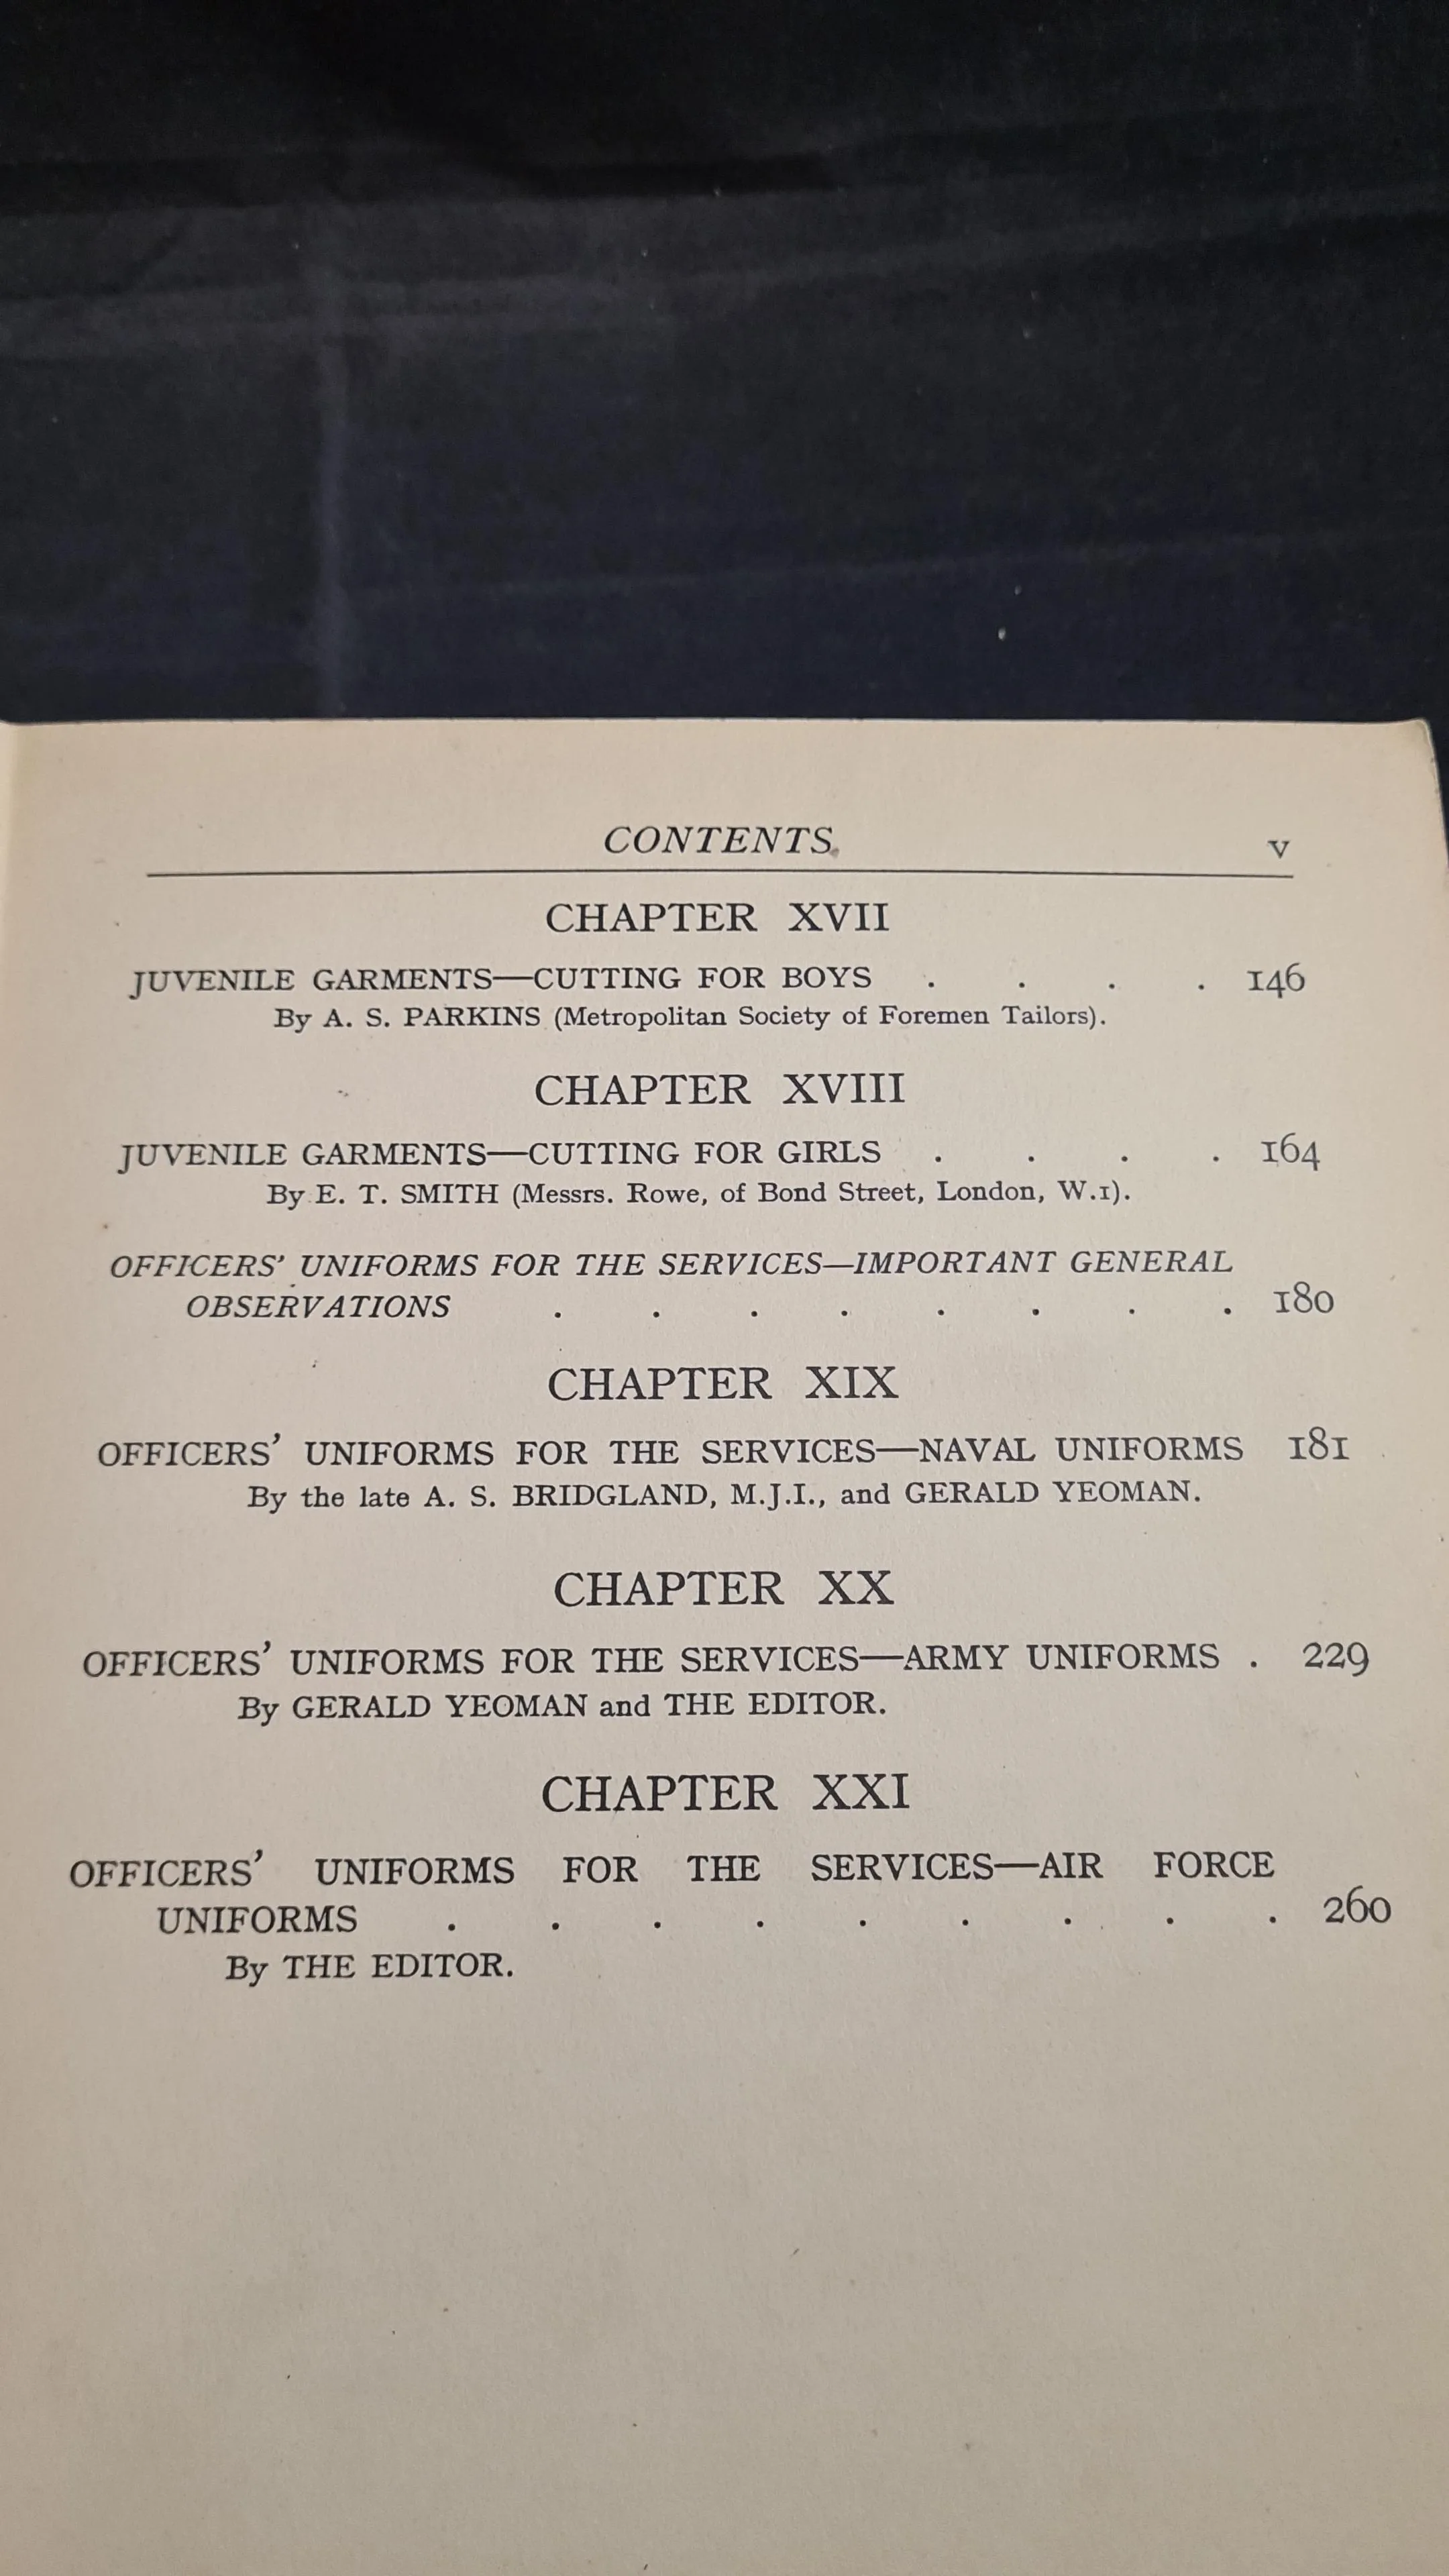 CONTENTS
v
CHAPTER XVII
JUVENILE GARMENTS—CUTTING FOR BOYS . . . . 146
By A. S. PARKINS (Metropolitan Society of Foremen Tailors).
CHAPTER XVIII
JUVENILE GARMENTS—CUTTING FOR GIRLS . . . . 164
By E. T. SMITH (Messrs. Rowe, of Bond Street, London, W.1).
OFFICERS' UNIFORMS FOR THE SERVICES—IMPORTANT GENERAL
OBSERVATIONS . . . . . . . . 180
CHAPTER XIX
OFFICERS' UNIFORMS FOR THE SERVICES—NAVAL UNIFORMS 181
By the late A. S. BRIDGLAND, M.J.I., and GERALD YEOMAN.
CHAPTER XX
OFFICERS' UNIFORMS FOR THE SERVICES—ARMY UNIFORMS . 229
By GERALD YEOMAN and THE EDITOR.
CHAPTER XXI
OFFICERS' UNIFORMS FOR THE SERVICES—AIR FORCE
UNIFORMS . . . . . . . . . 260
By THE EDITOR.